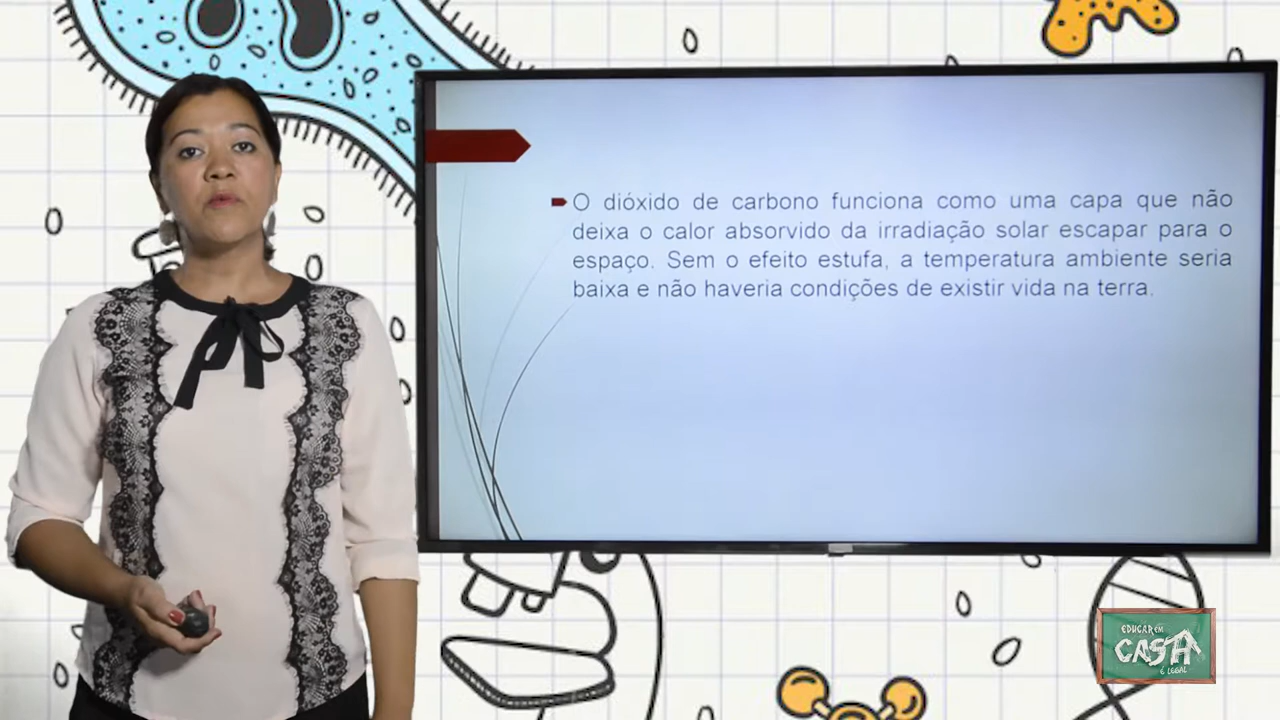 O dióxido de carbono funciona como uma capa que não
deixa o calor absorvido da irradiação solar escapar para o
espaço. Sem o efeito estufa, a temperatura ambiente seria
baixa e não haveria condições de existir vida na terra.
EDUCAR EM
CASA
É LEGAL